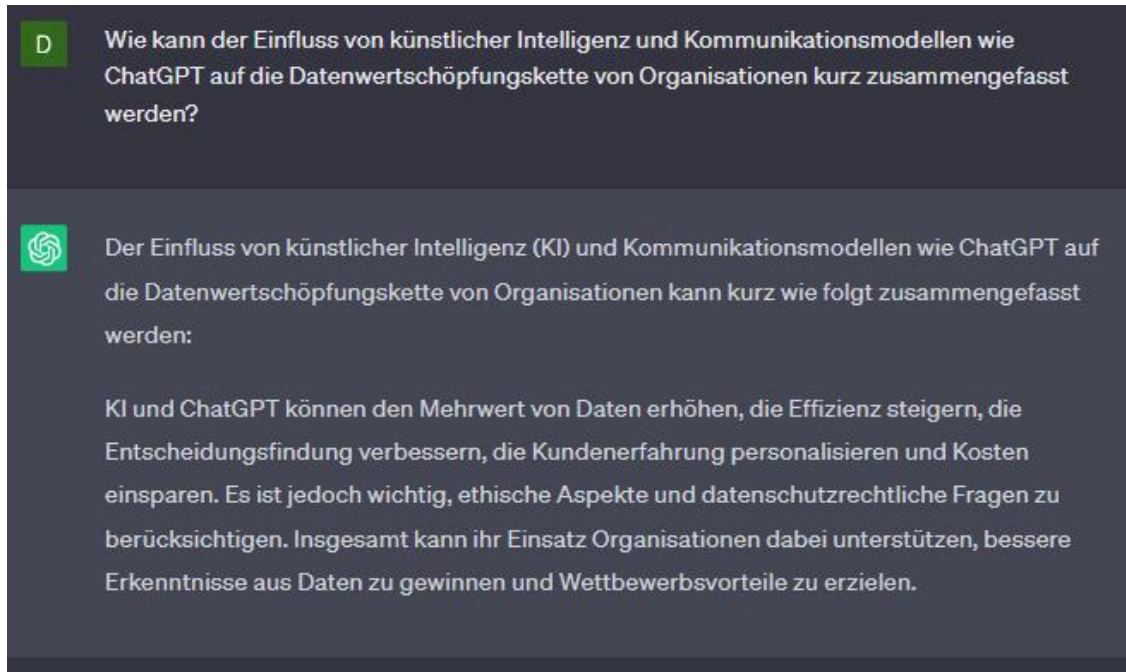 D
Wie kann der Einfluss von künstlicher Intelligenz und Kommunikationsmodellen wie
ChatGPT auf die Datenwertschöpfungskette von Organisationen kurz zusammengefasst
werden?
Der Einfluss von künstlicher Intelligenz (KI) und Kommunikationsmodellen wie ChatGPT auf
die Datenwertschöpfungskette von Organisationen kann kurz wie folgt zusammengefasst
werden:
KI und ChatGPT können den Mehrwert von Daten erhöhen, die Effizienz steigern, die
Entscheidungsfindung verbessern, die Kundenerfahrung personalisieren und Kosten
einsparen. Es ist jedoch wichtig, ethische Aspekte und datenschutzrechtliche Fragen zu
berücksichtigen. Insgesamt kann ihr Einsatz Organisationen dabei unterstützen, bessere
Erkenntnisse aus Daten zu gewinnen und Wettbewerbsvorteile zu erzielen.